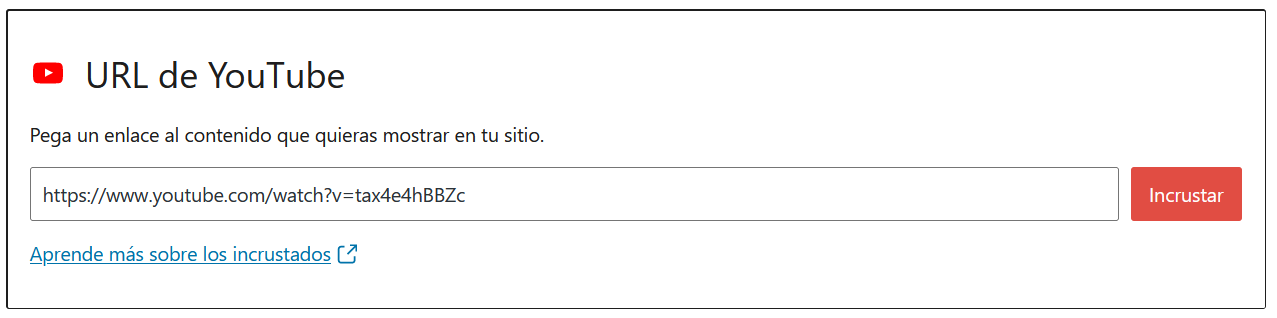 URL de YouTube
Pega un enlace al contenido que quieras mostrar en tu sitio.
https://www.youtube.com/watch?v=tax4e4hBBZc
Incrustar
Aprende más sobre los incrustados